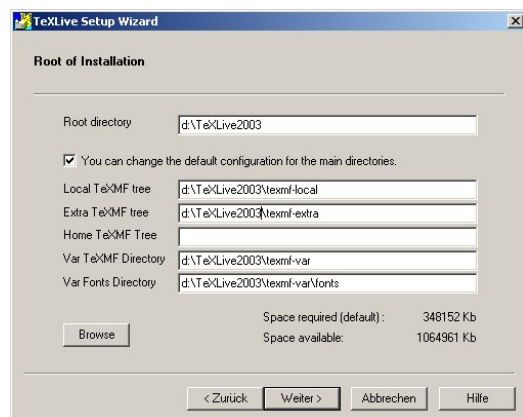 TeXLive Setup Wizard
Root of Installation
Root directory d:\TeXLive2003
You can change the default configuration for the main directories.
Local TeXMF tree d:\TeXLive2003\texmf-local
Extra TeXMF tree d:\TeXLive2003\texmf-extra
Home TeXMF Tree
Var TeXMF Directory d:\TeXLive2003\texmf-var
Var Fonts Directory d:\TeXLive2003\texmf-var\fonts
Space required (default) : 348152 Kb
Browse Space available: 1064961 Kb
< Zurück Weiter > Abbrechen Hilfe